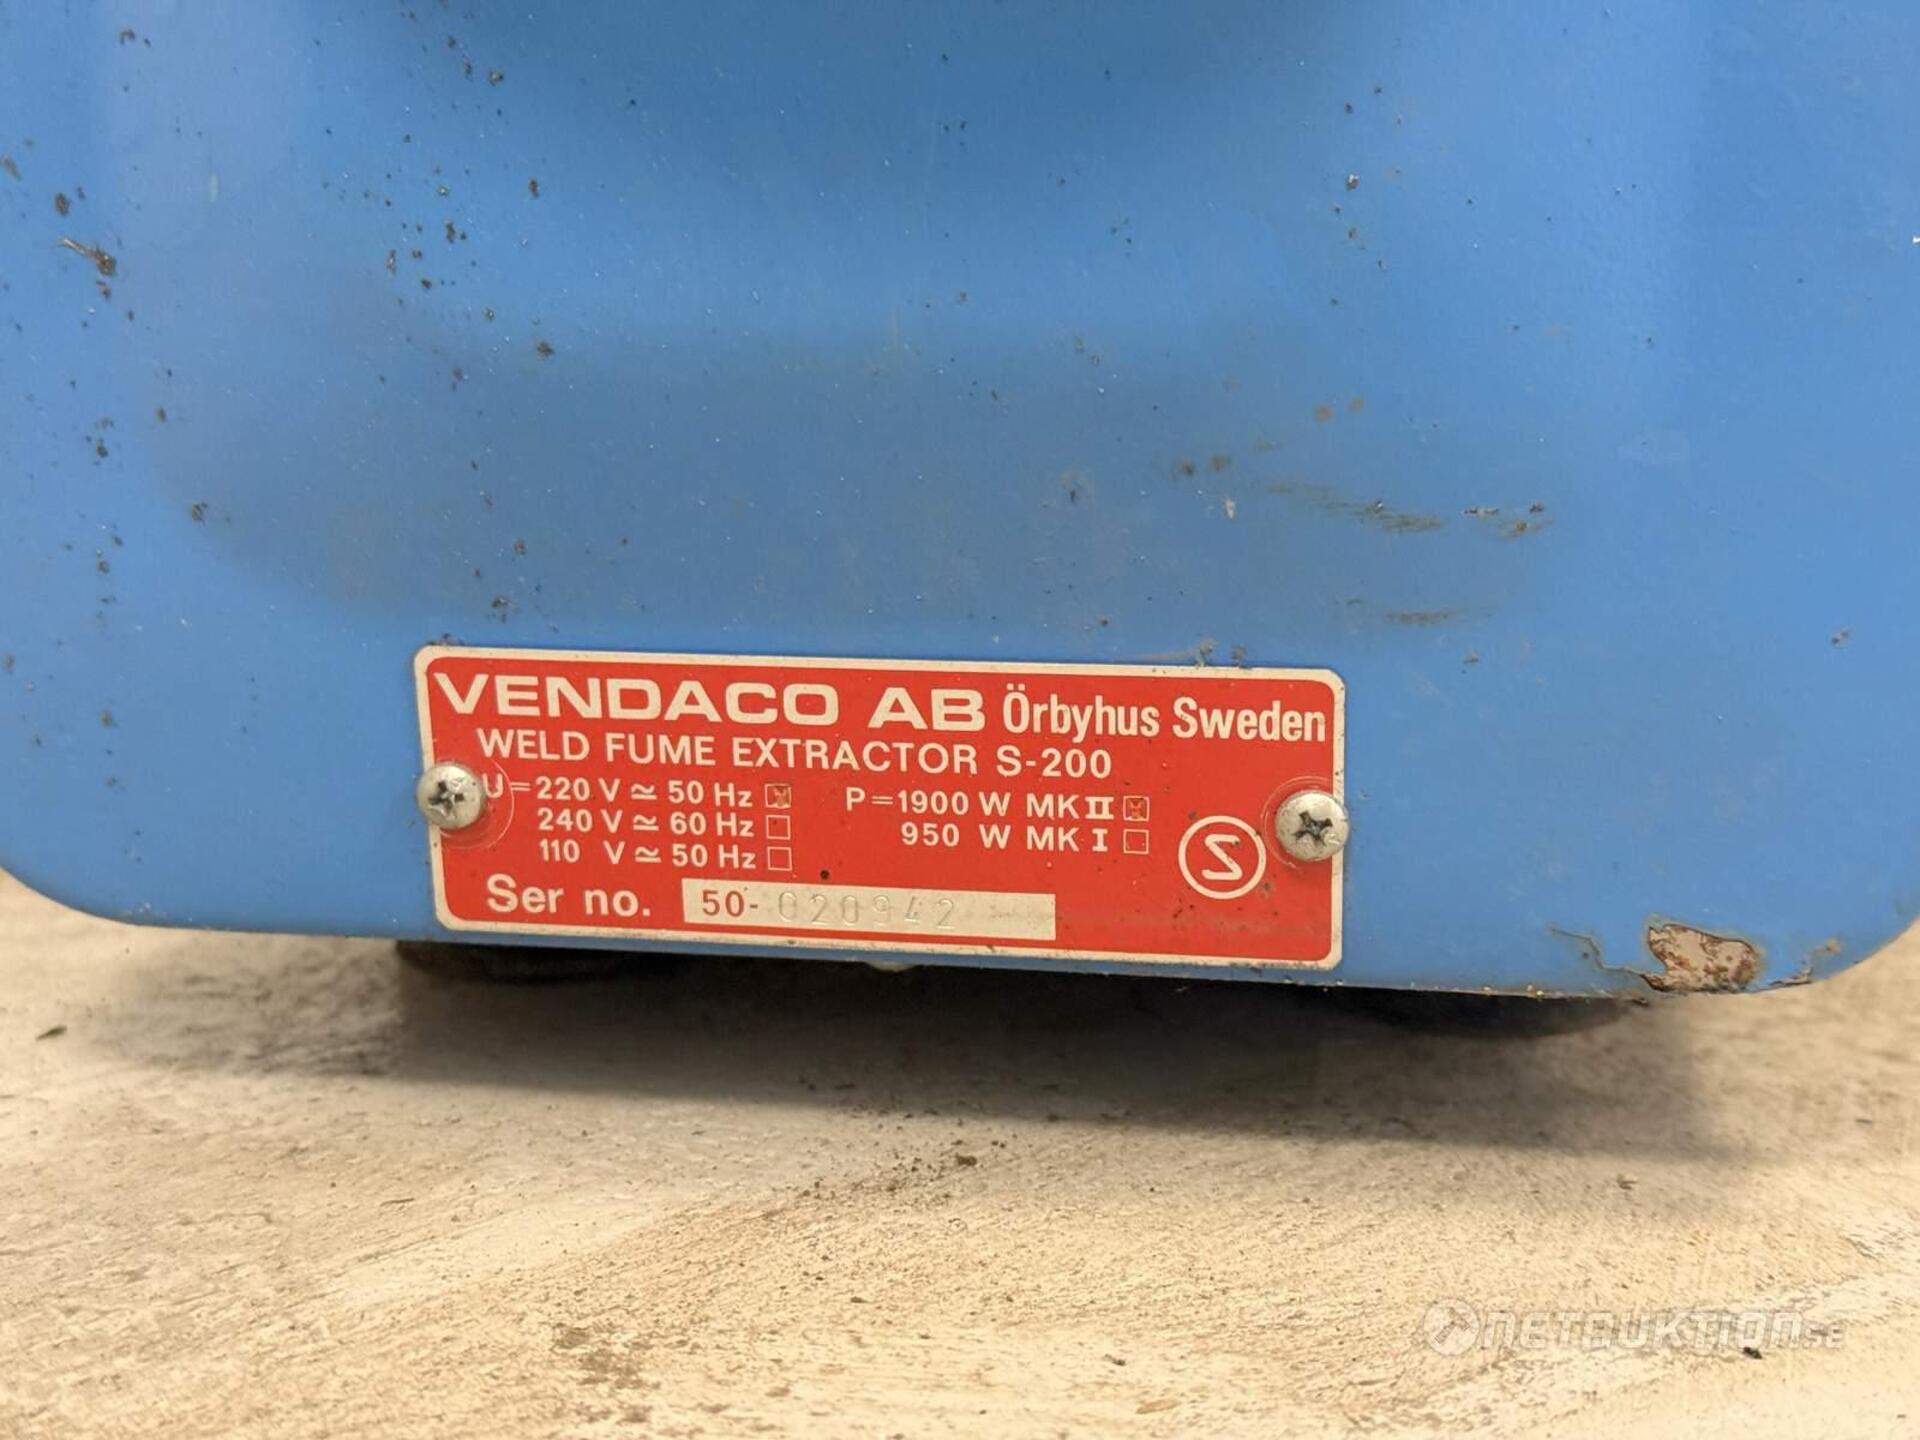 VENDACO AB Örbyhus Sweden
WELD FUME EXTRACTOR S-200
U=220 V ≃ 50 Hz ☒ P=1900 W MK II ☒
240 V ≃ 60 Hz ☐ 950 W MK I ☐
110 V ≃ 50 Hz ☐
S
Ser no. 50-020942
NETAUKTION.SE